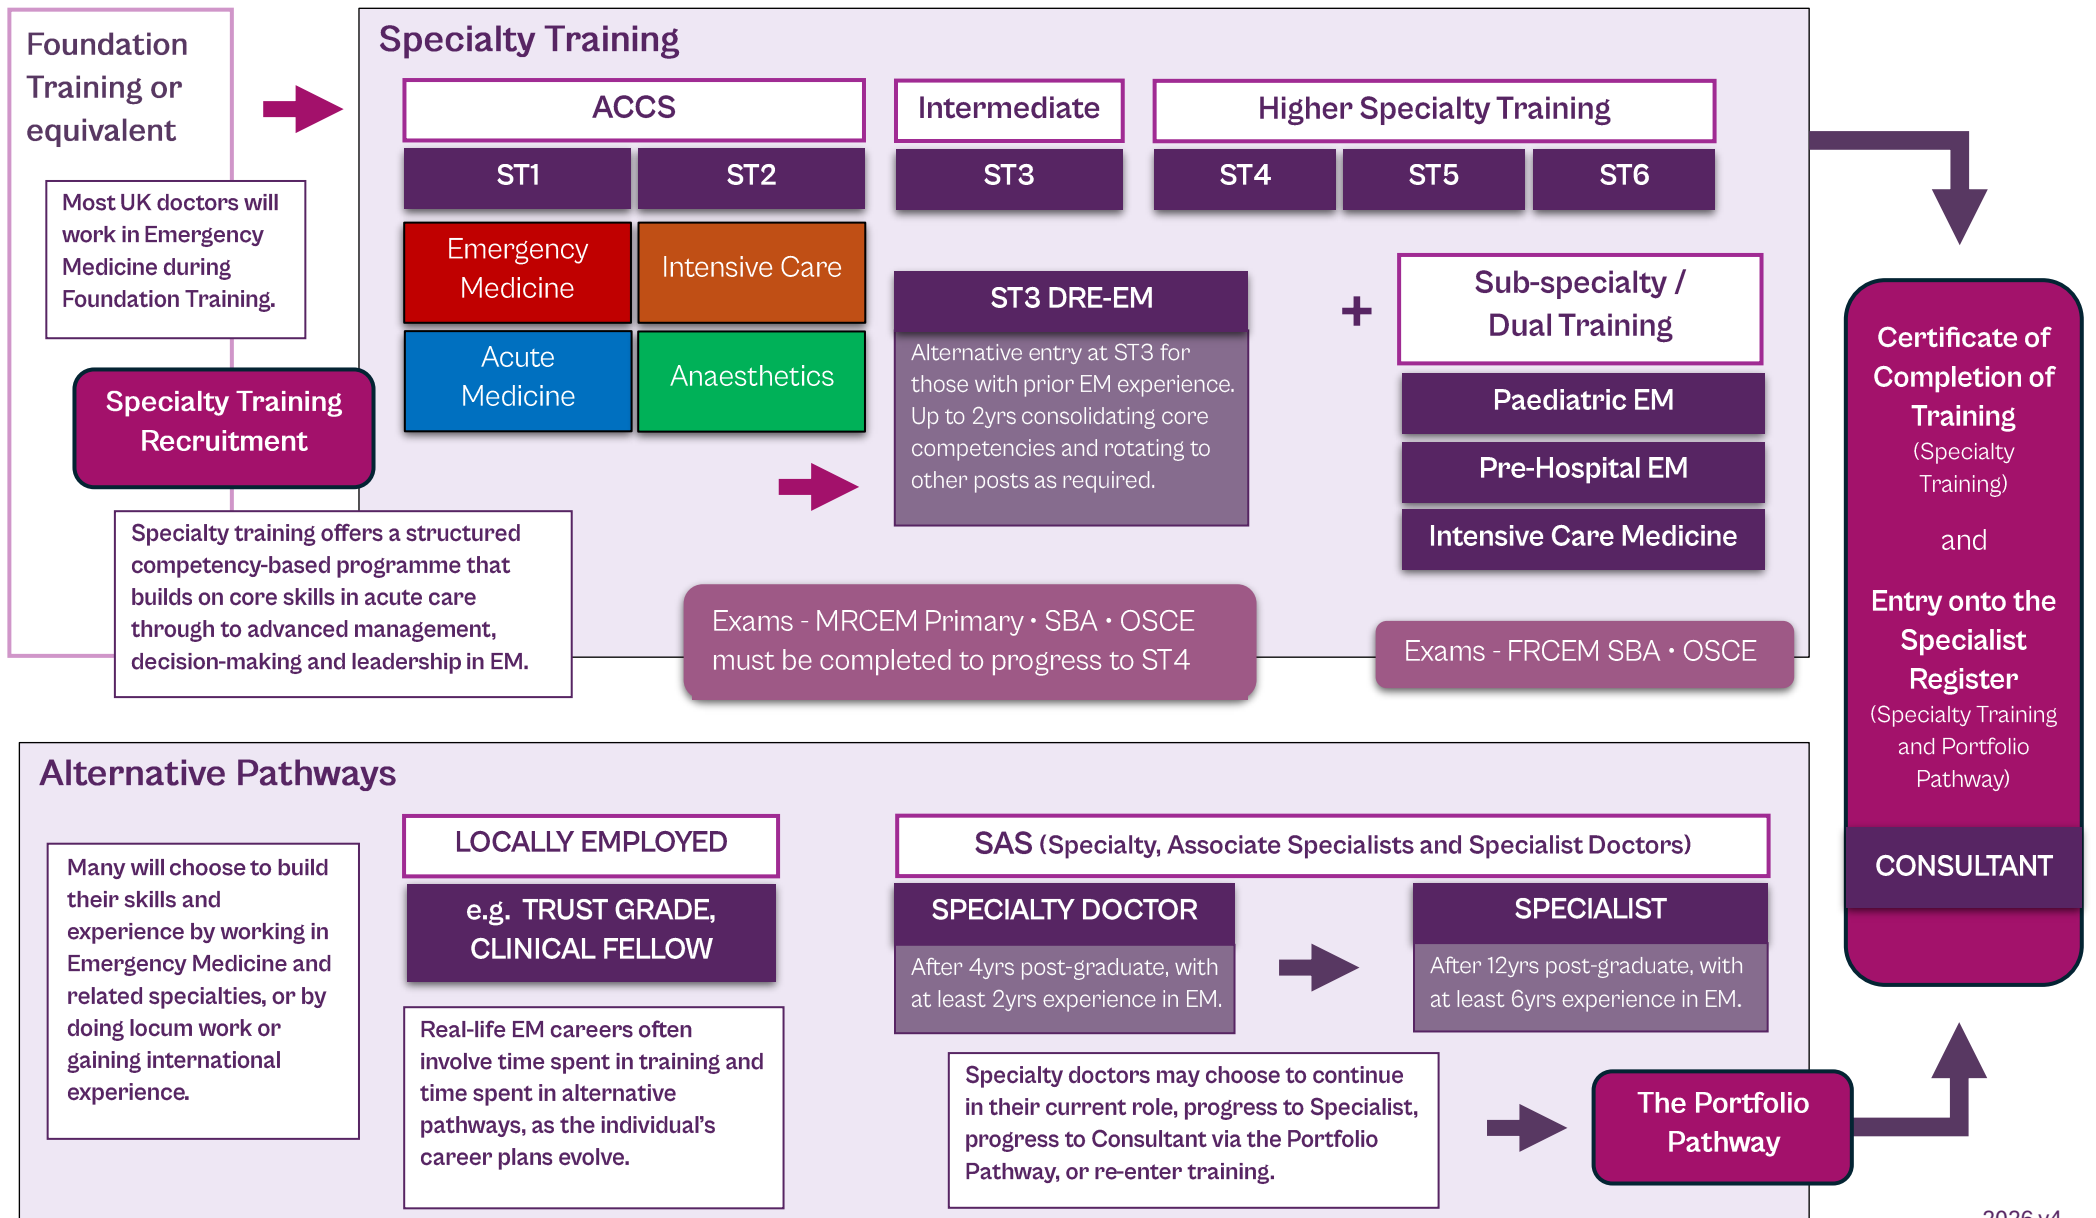 Foundation
Training or
equivalent
Most UK doctors will
work in Emergency
Medicine during
Foundation Training.
Specialty Training
Recruitment
Specialty training offers a structured
competency-based programme that
builds on core skills in acute care
through to advanced management,
decision-making and leadership in EM.
Specialty Training
ACCS
ST1
ST2
Emergency
Medicine
Intensive Care
Acute
Medicine
Anaesthetics
Intermediate
ST3
ST3 DRE-EM
Alternative entry at ST3 for
those with prior EM experience.
Up to 2yrs consolidating core
competencies and rotating to
other posts as required.
Higher Specialty Training
ST4
ST5
ST6
+
Sub-specialty /
Dual Training
Paediatric EM
Pre-Hospital EM
Intensive Care Medicine
Exams - MRCEM Primary • SBA • OSCE
must be completed to progress to ST4
Exams - FRCEM SBA • OSCE
Certificate of
Completion of
Training
(Specialty
Training)
and
Entry onto the
Specialist
Register
(Specialty Training
and Portfolio
Pathway)
CONSULTANT
Alternative Pathways
Many will choose to build
their skills and
experience by working in
Emergency Medicine and
related specialties, or by
doing locum work or
gaining international
experience.
LOCALLY EMPLOYED
e.g. TRUST GRADE,
CLINICAL FELLOW
Real-life EM careers often
involve time spent in training and
time spent in alternative
pathways, as the individual's
career plans evolve.
SAS (Specialty, Associate Specialists and Specialist Doctors)
SPECIALTY DOCTOR
After 4yrs post-graduate, with
at least 2yrs experience in EM.
SPECIALIST
After 12yrs post-graduate, with
at least 6yrs experience in EM.
Specialty doctors may choose to continue
in their current role, progress to Specialist,
progress to Consultant via the Portfolio
Pathway, or re-enter training.
The Portfolio
Pathway
2026 v4